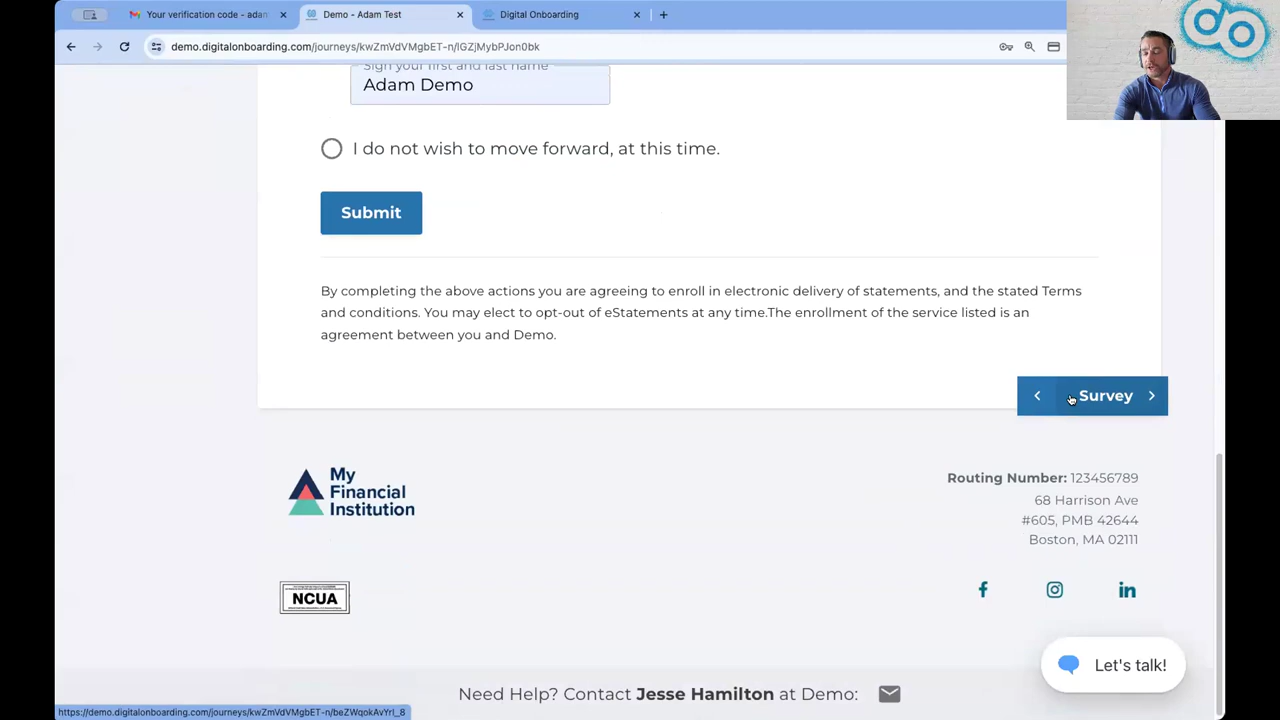 Your verification code - adan
Demo - Adam Test
Digital Onboarding
demo.digitalonboarding.com/journeys/kwZmVdVMgbET-n/lGZjMybPJon0bk
Sign your first and last name
Adam Demo
I do not wish to move forward, at this time.
Submit
By completing the above actions you are agreeing to enroll in electronic delivery of statements, and the stated Terms
and conditions. You may elect to opt-out of eStatements at any time.The enrollment of the service listed is an
agreement between you and Demo.
Survey
My
Financial
Institution
Routing Number: 123456789
68 Harrison Ave
#605, PMB 42644
Boston, MA 02111
NCUA
Let's talk!
Need Help? Contact Jesse Hamilton at Demo:
https://demo.digitalonboarding.com/journeys/kwZmVdVMgbET-n/beZWqokAvYrl_8